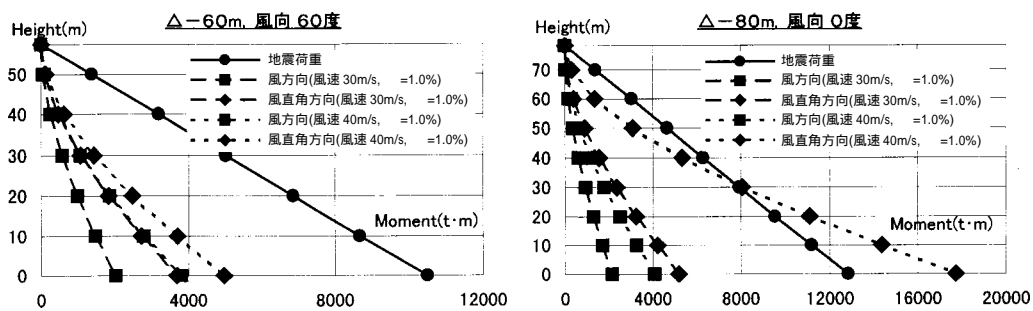 △－60m, 風向 60度
Height(m)
地震荷重
風方向(風速 30m/s, =1.0%)
風直角方向(風速 30m/s, =1.0%)
風方向(風速 40m/s, =1.0%)
風直角方向(風速 40m/s, =1.0%)
50
40
30
20
10
0
Moment(t·m)
0 4000 8000 12000
△－80m, 風向 0度
Height(m)
地震荷重
風方向(風速 30m/s, =1.0%)
風直角方向(風速 30m/s, =1.0%)
風方向(風速 40m/s, =1.0%)
風直角方向(風速 40m/s, =1.0%)
70
60
50
40
30
20
10
0
Moment(t·m)
0 4000 8000 12000 16000 20000